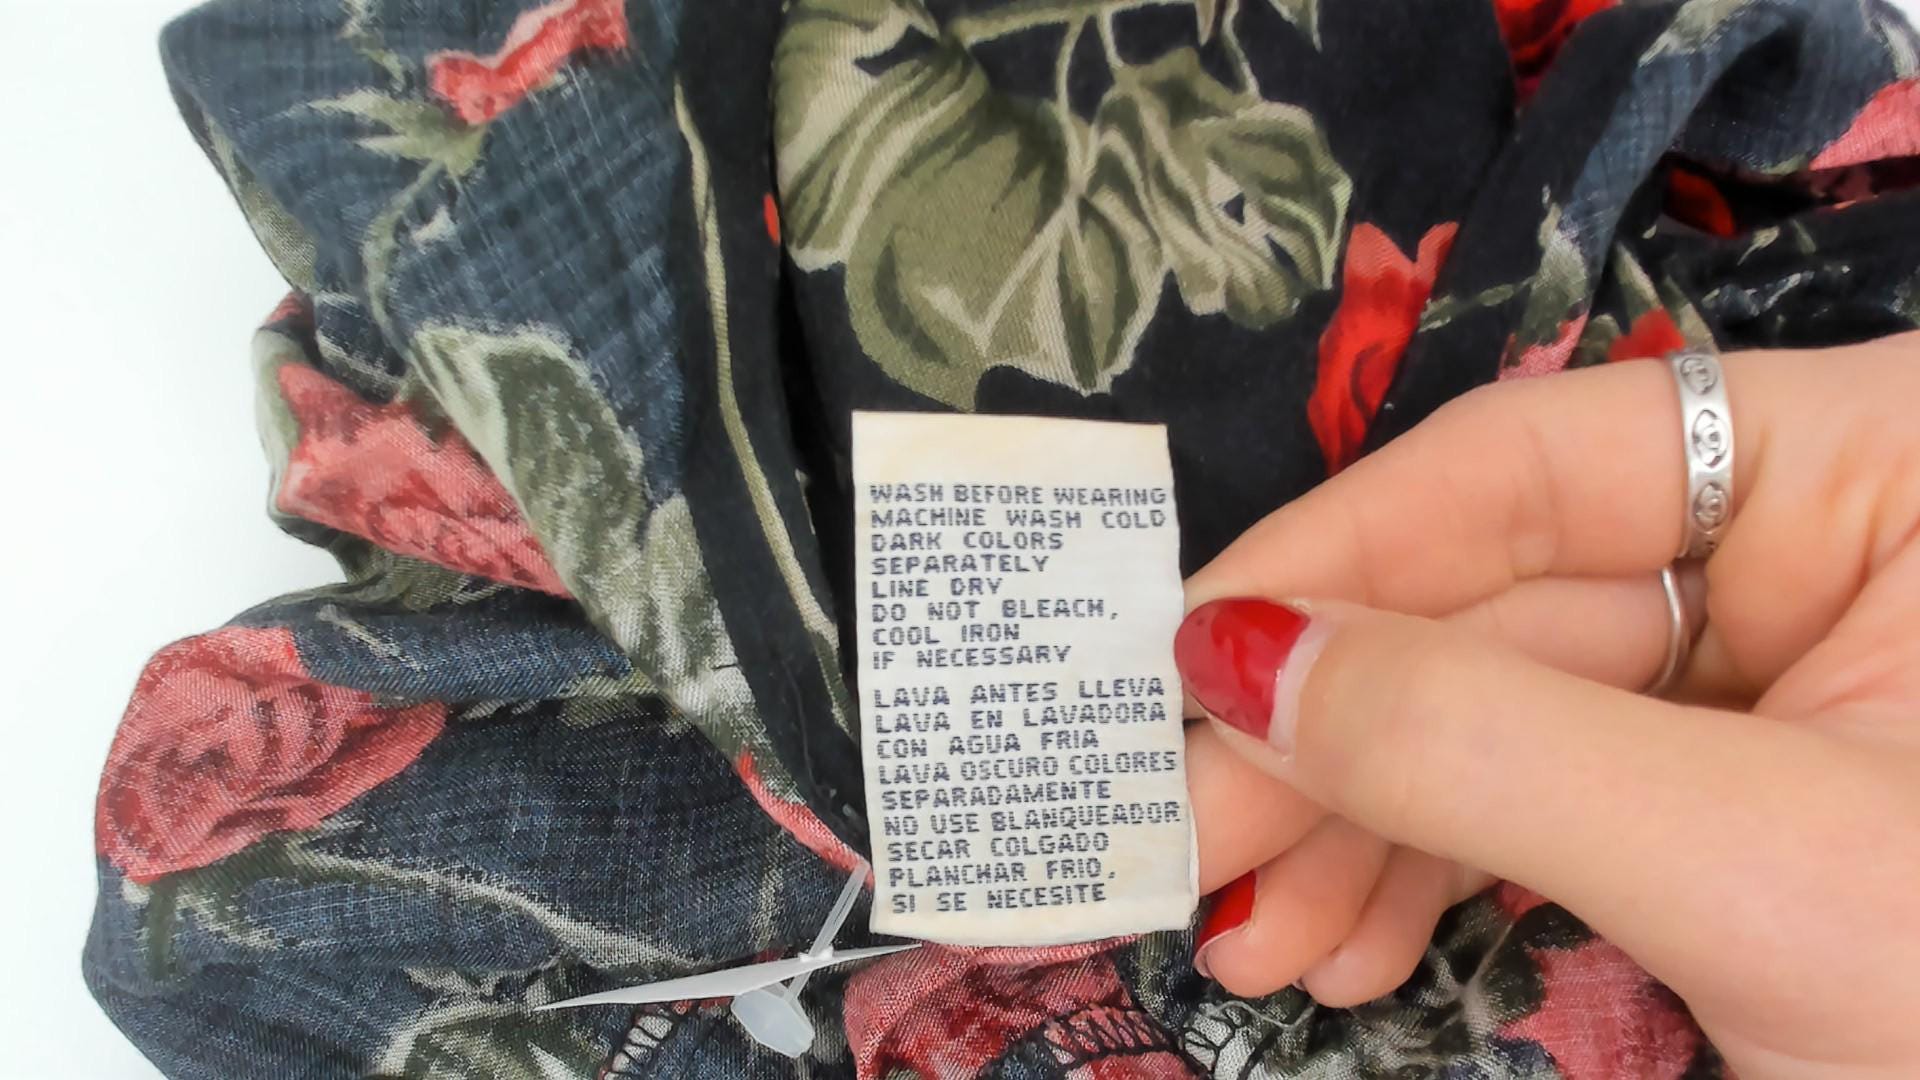 WASH BEFORE WEARING
MACHINE WASH COLD
DARK COLORS
SEPARATELY
LINE DRY
DO NOT BLEACH,
COOL IRON
IF NECESSARY
LAVA ANTES LLEVA
LAVA EN LAVADORA
CON AGUA FRIA
LAVA OSCURO COLORES
SEPARADAMENTE
NO USE BLANQUEADOR
SECAR COLGADO
PLANCHAR FRIO,
SI SE NECESITE